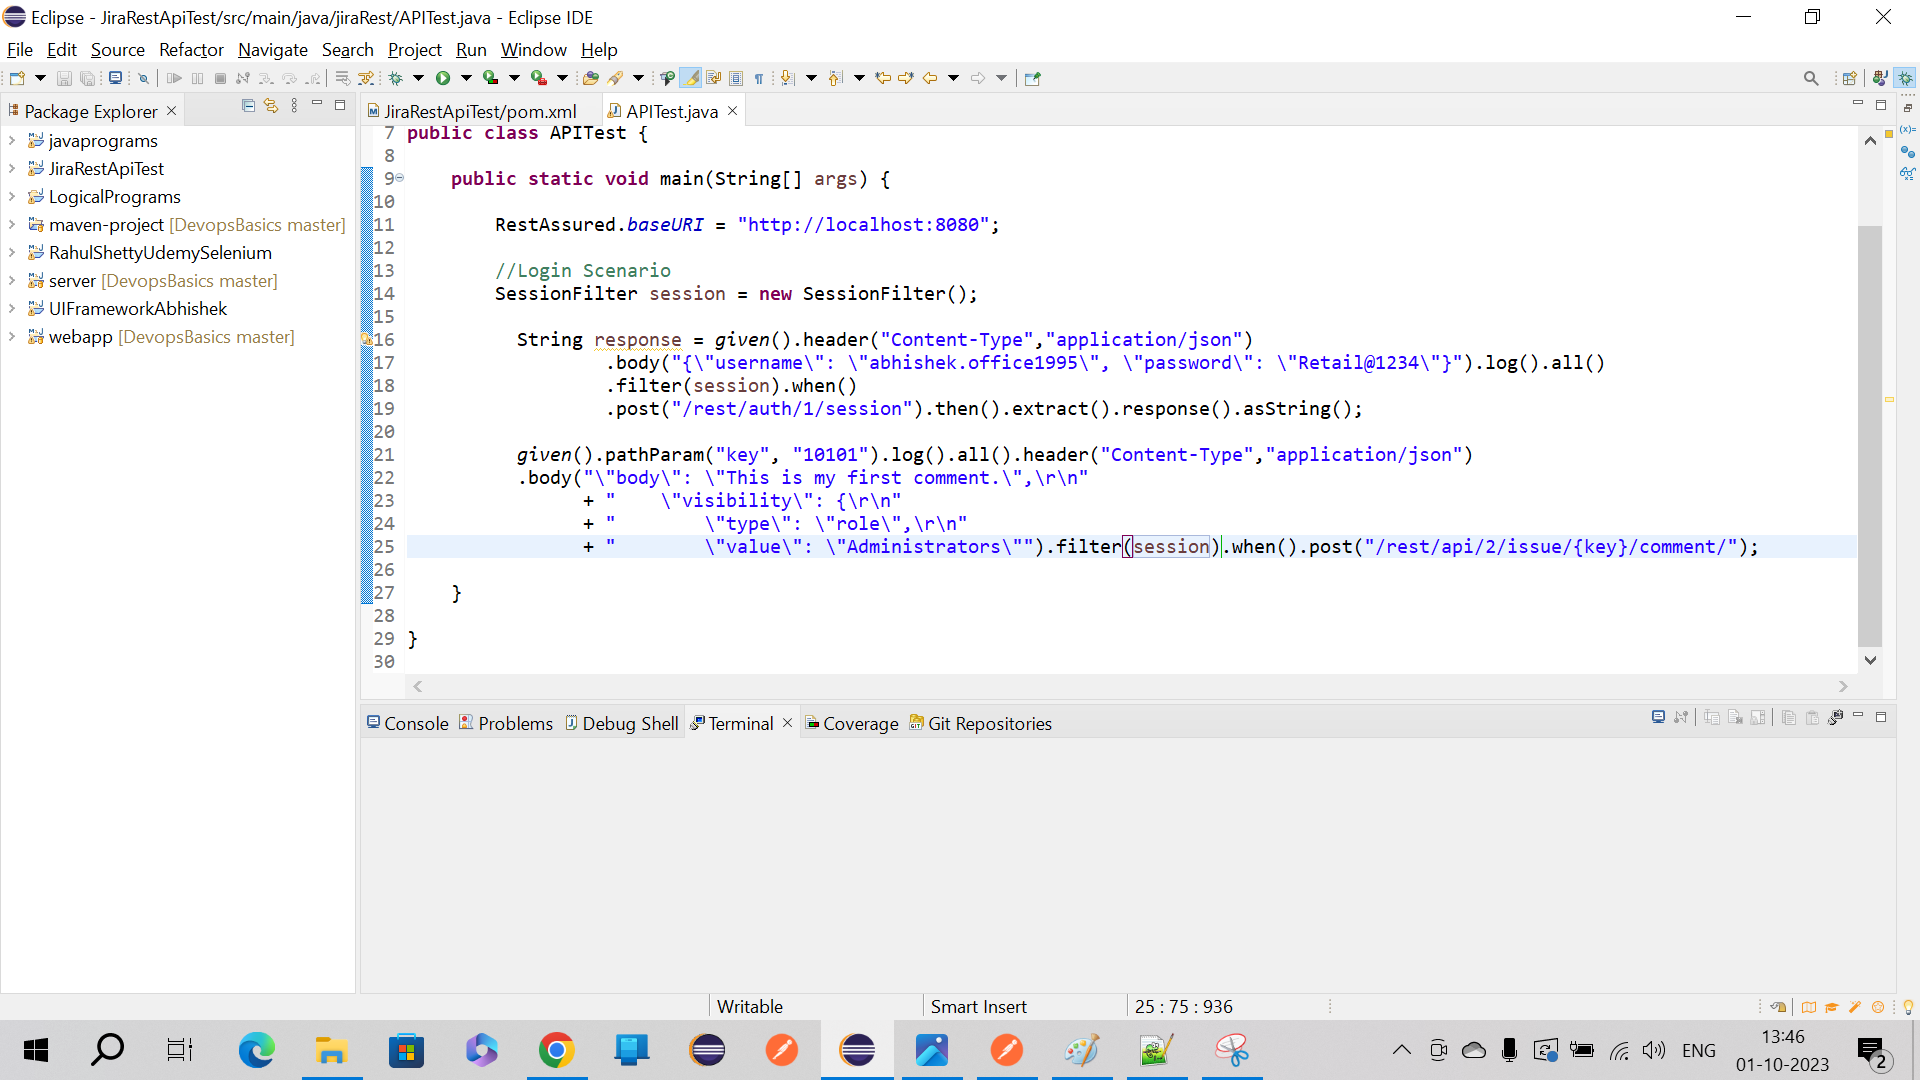 Eclipse - JiraRestApiTest/src/main/java/jiraRest/APITest.java - Eclipse IDE
File Edit Source Refactor Navigate Search Project Run Window Help
Package Explorer
JiraRestApiTest/pom.xml
APITest.java
javaprograms
JiraRestApiTest
LogicalPrograms
maven-project [DevopsBasics master]
RahulShettyUdemySelenium
server [DevopsBasics master]
UIFrameworkAbhishek
webapp [DevopsBasics master]
7 public class APITest {
8
9 public static void main(String[] args) {
10
11 RestAssured.baseURI = "http://localhost:8080";
12
13 //Login Scenario
14 SessionFilter session = new SessionFilter();
15
16 String response = given().header("Content-Type","application/json")
17 .body("{\"username\": \"abhishek.office1995\", \"password\": \"Retail@1234\"}").log().all()
18 .filter(session).when()
19 .post("/rest/auth/1/session").then().extract().response().asString();
20
21 given().pathParam("key", "10101").log().all().header("Content-Type","application/json")
22 .body("\"body\": \"This is my first comment.\",\r\n"
23 + "    \"visibility\": {\r\n"
24 + "        \"type\": \"role\",\r\n"
25 + "        \"value\": \"Administrators\"").filter(session).when().post("/rest/api/2/issue/{key}/comment/");
26
27 }
28
29 }
30
Console Problems Debug Shell Terminal Coverage Git Repositories
Writable Smart Insert 25 : 75 : 936
ENG
13:46
01-10-2023
2